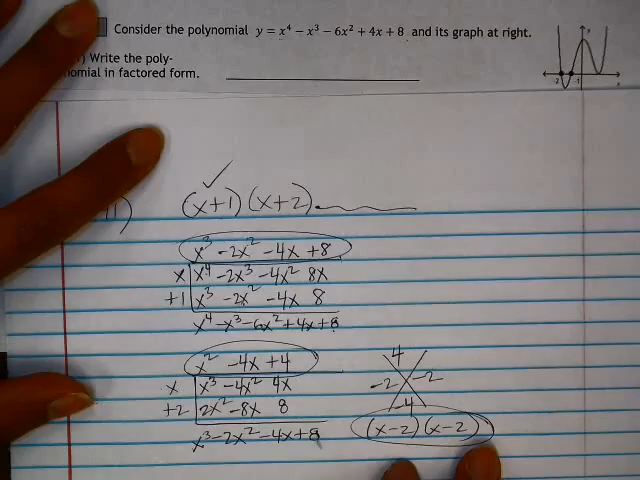 Consider the polynomial y = x⁴ − x³ − 6x² + 4x + 8 and its graph at right.
Write the poly-
nomial in factored form.
y
-2 -1 x
11) (x+1)(x+2)
x³ -2x² -4x +8
x x⁴ -2x³ -4x² 8x
+1 x³ -2x² -4x 8
x⁴-x³-6x²+4x+8
x² -4x +4
x x³ -4x² 4x
+2 2x² -8x 8
x³-2x²-4x+8
4
-2 -2
-4
(x-2)(x-2)